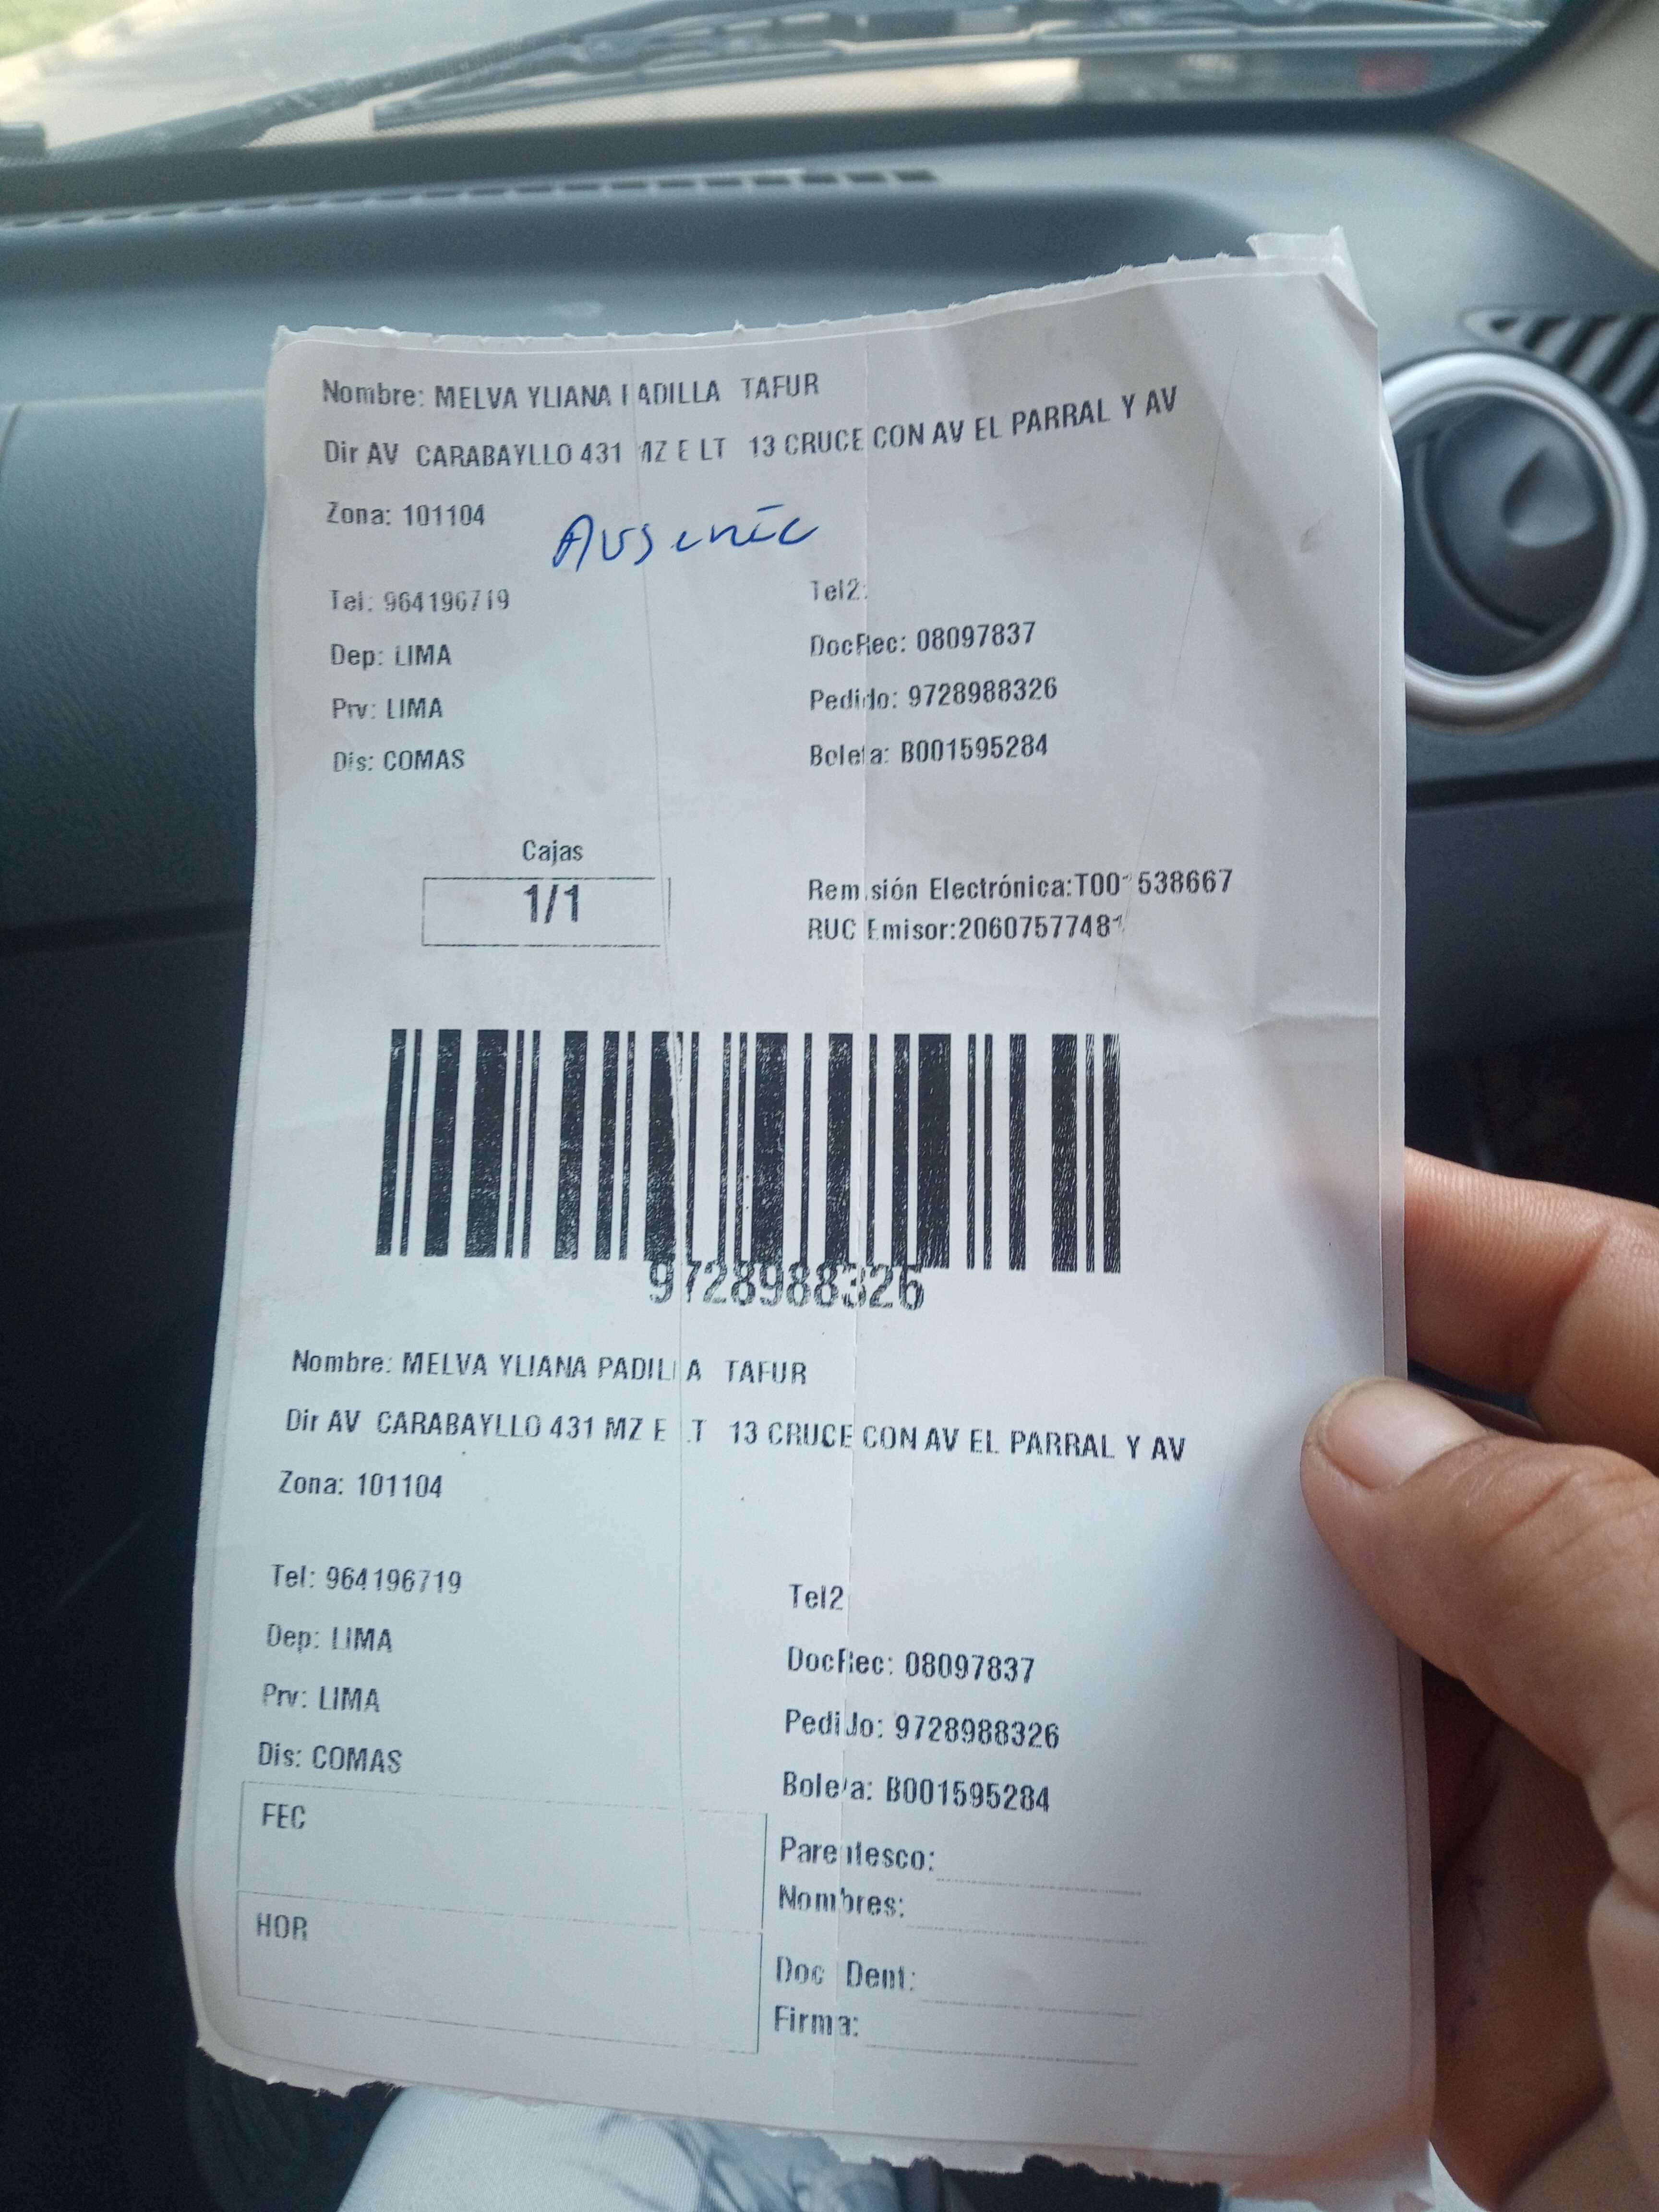 Nombre: MELVA YLIANA PADILLA TAFUR
Dir AV CARABAYLLO 431 MZ E LT 13 CRUCE CON AV EL PARRAL Y AV
Zona: 101104
Ausente
Tel: 964196719 Tel2:
Dep: LIMA DocRec: 08097837
Prv: LIMA Pedido: 9728988326
Dis: COMAS Boleta: B001595284
Cajas
1/1
Remisión Electrónica:T001538667
RUC Emisor:20607577481
9728988326
Nombre: MELVA YLIANA PADILLA TAFUR
Dir AV CARABAYLLO 431 MZ E LT 13 CRUCE CON AV EL PARRAL Y AV
Zona: 101104
Tel: 964196719 Tel2
Dep: LIMA DocRec: 08097837
Prv: LIMA Pedido: 9728988326
Dis: COMAS Boleta: B001595284
FEC
Parentesco:
Nombres:
HOR
Doc Dent:
Firma: